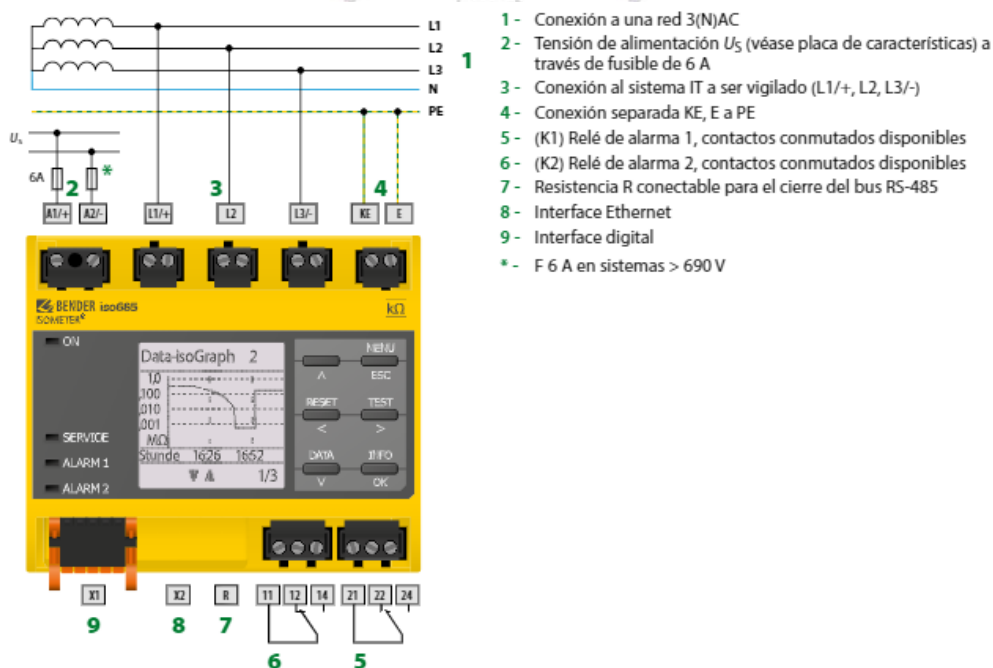 L1
L2
L3
N
PE
1
Us
6A
2
*
3
4
A1/+
A2/-
L1/+
L2
L3/-
KE
E
BENDER iso685
ISOMETER®
kΩ
ON
SERVICE
ALARM 1
ALARM 2
Data-isoGraph 2
1,0
,100
,010
,001
MΩ
Stunde 1626 1652
1/3
MENU
∧
ESC
RESET
TEST
<
>
DATA
INFO
∨
OK
X1
X2
R
11
12
14
21
22
24
9
8
7
6
5
1 - Conexión a una red 3(N)AC
2 - Tensión de alimentación Us (véase placa de características) a
través de fusible de 6 A
3 - Conexión al sistema IT a ser vigilado (L1/+, L2, L3/-)
4 - Conexión separada KE, E a PE
5 - (K1) Relé de alarma 1, contactos conmutados disponibles
6 - (K2) Relé de alarma 2, contactos conmutados disponibles
7 - Resistencia R conectable para el cierre del bus RS-485
8 - Interface Ethernet
9 - Interface digital
* - F 6 A en sistemas > 690 V